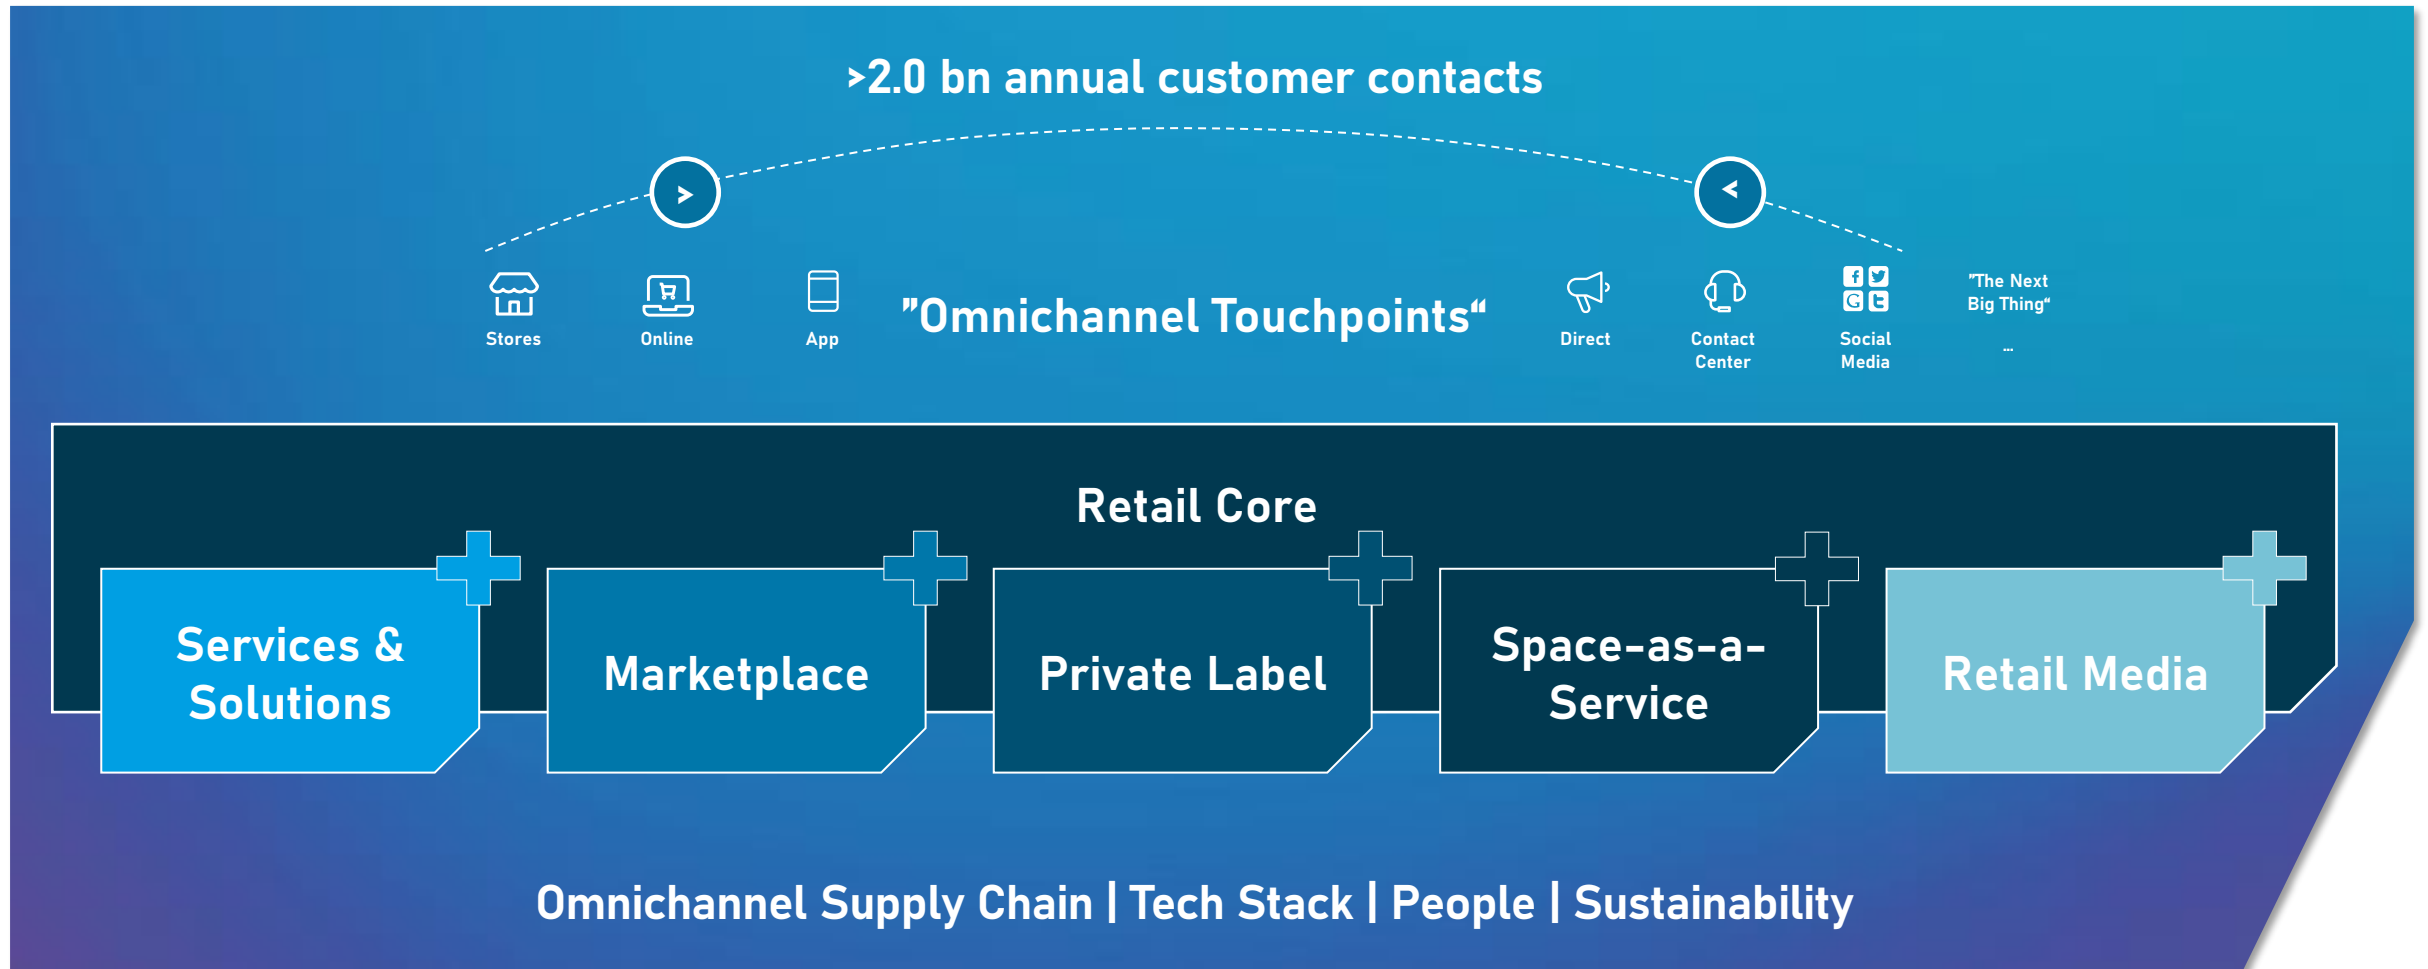 >2.0 bn annual customer contacts
> <
Stores
Online
App
"Omnichannel Touchpoints“
Direct
Contact
Center
Social
Media
"The Next
Big Thing“
...
Retail Core
Services &
Solutions
Marketplace
Private Label
Space-as-a-
Service
Retail Media
Omnichannel Supply Chain | Tech Stack | People | Sustainability